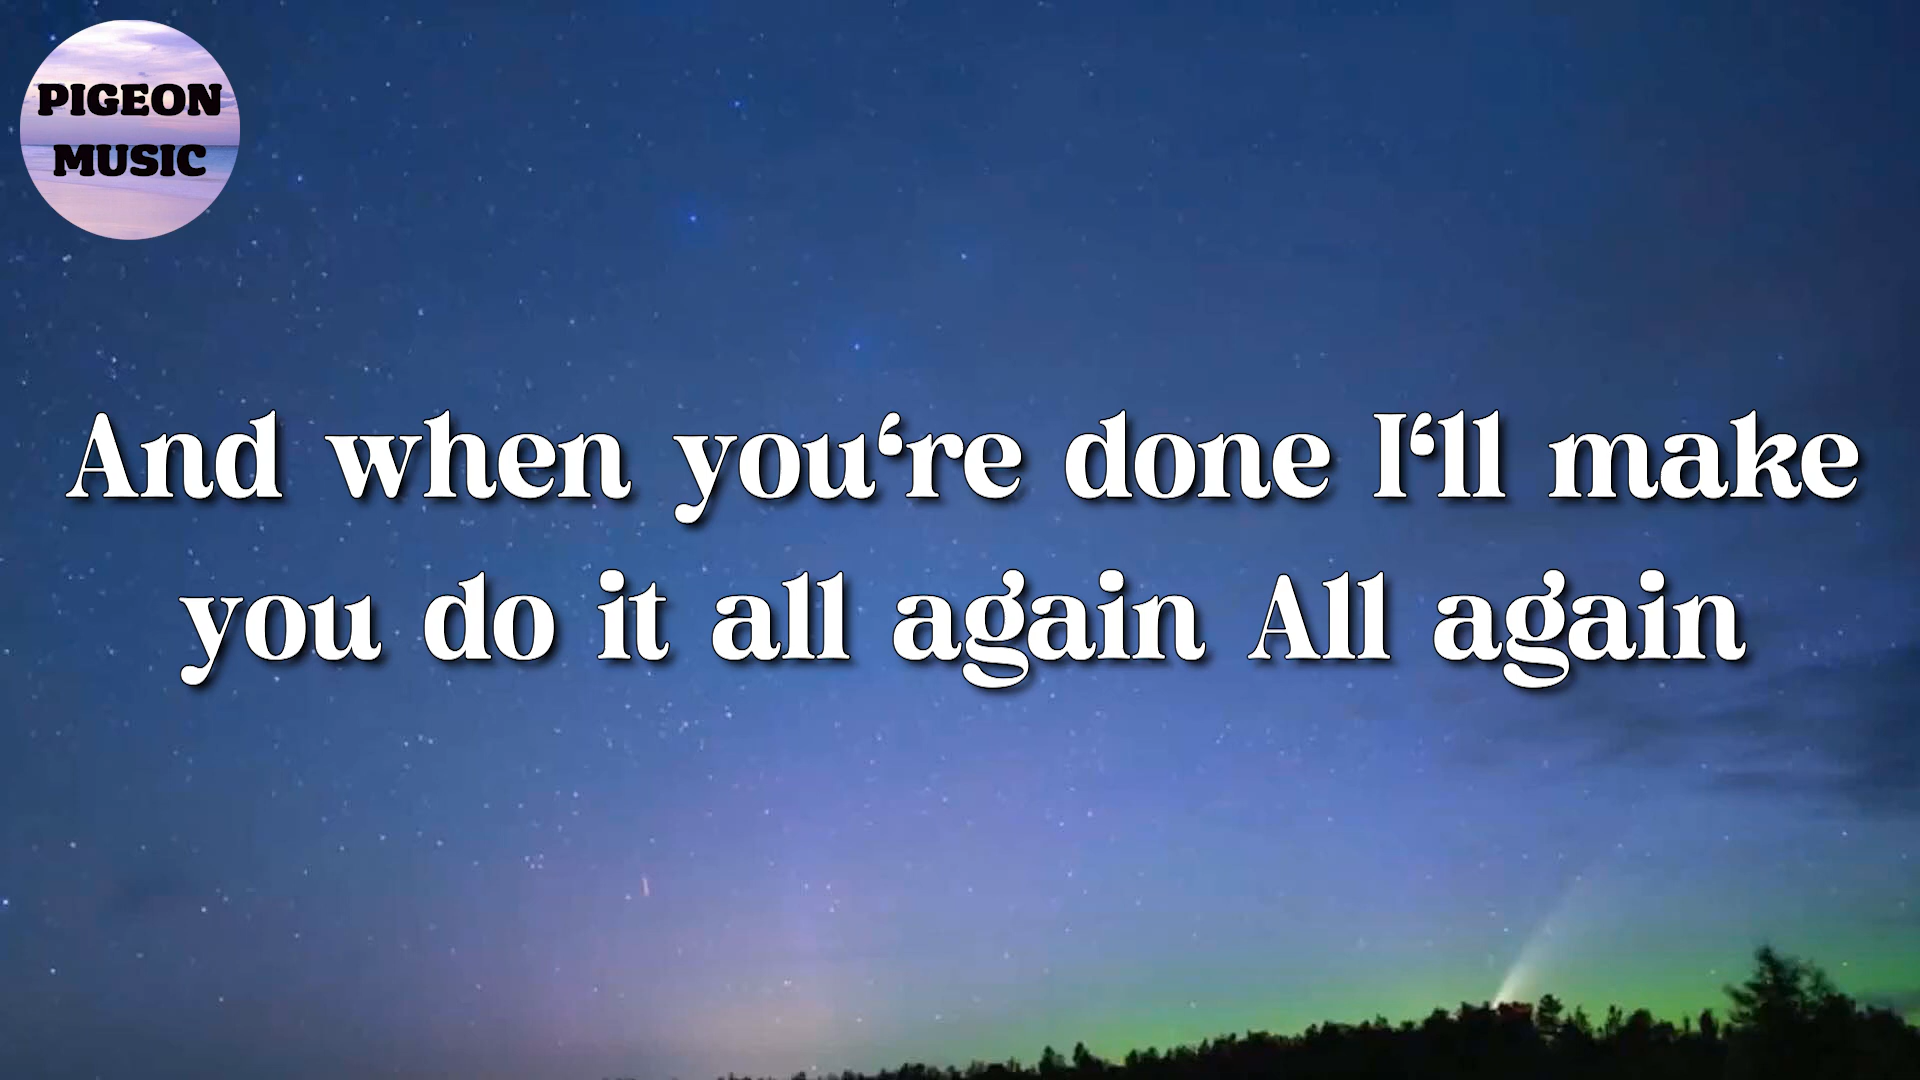 PIGEON
MUSIC
And when you‘re done I‘ll make
you do it all again All again